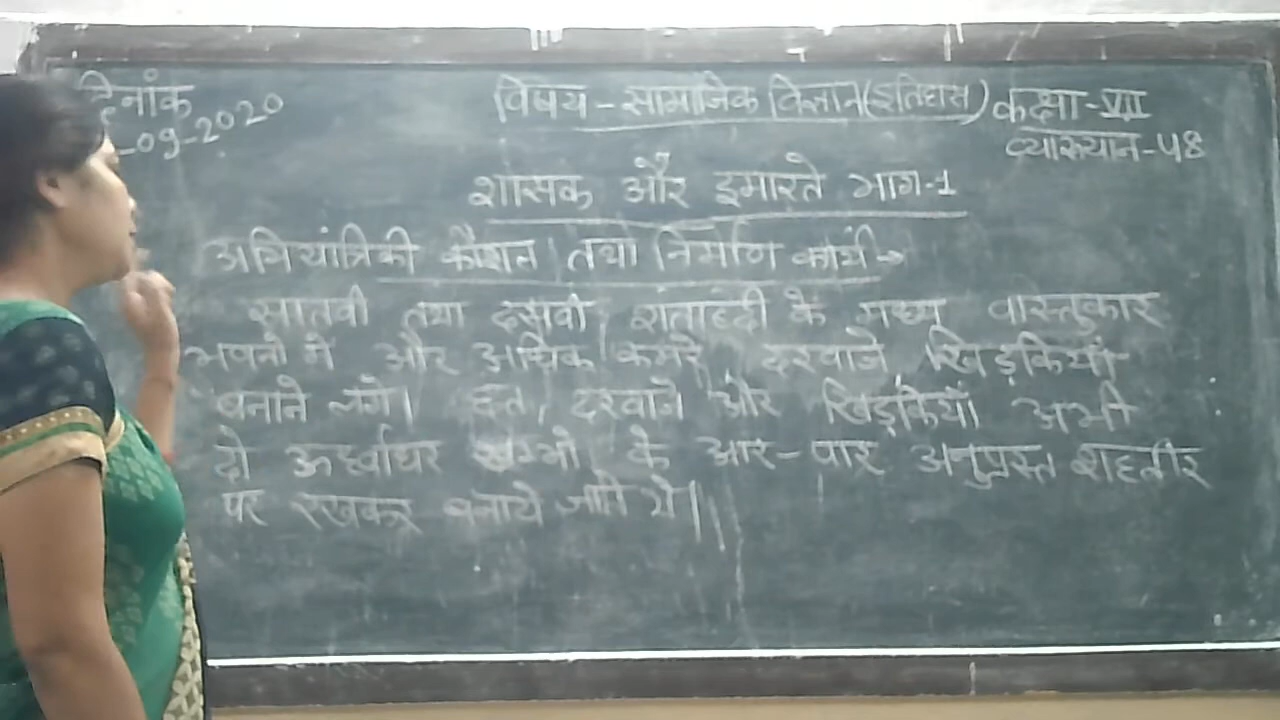 दिनांक
-09-2020
विषय - सामाजिक विज्ञान (इतिहास) कक्षा - VII
व्याख्यान - 58
शासक और इमारते भाग-1
अभियांत्रिकी कौशल तथा निर्माण कार्य →
सातवी तथा दसवी शताब्दी के मध्य वास्तुकार
भवनो में और अधिक कमरे दरवाजे खिड़कियां
बनाने लगे। छत, दरवाजे और खिड़कियाँ अभी
दो ऊर्ध्वाधर खम्भो के आर-पार अनुप्रस्त शहतीर
पर रखकर बनाये जाते थे।